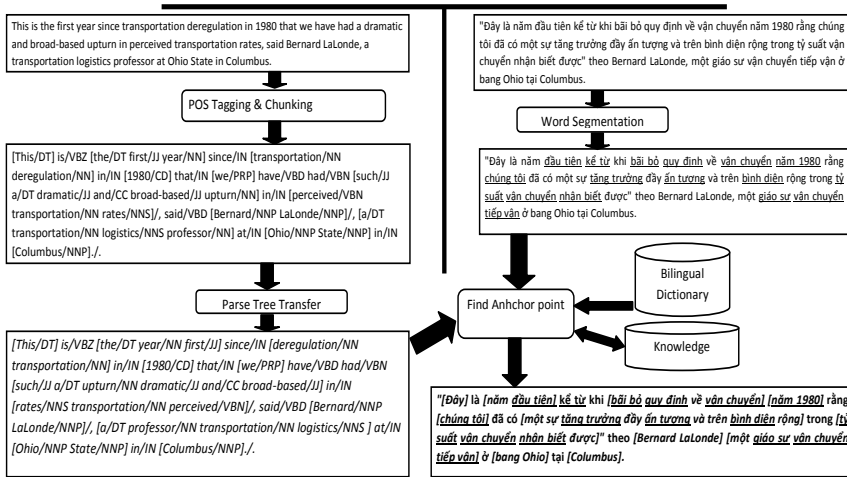 This is the first year since transportation deregulation in 1980 that we have had a dramatic
and broad-based upturn in perceived transportation rates, said Bernard LaLonde, a
transportation logistics professor at Ohio State in Columbus.
POS Tagging & Chunking
[This/DT] is/VBZ [the/DT first/JJ year/NN] since/IN [transportation/NN
deregulation/NN] in/IN [1980/CD] that/IN [we/PRP] have/VBD had/VBN [such/JJ
a/DT dramatic/JJ and/CC broad-based/JJ upturn/NN] in/IN [perceived/VBN
transportation/NN rates/NNS]/, said/VBD [Bernard/NNP LaLonde/NNP]/, [a/DT
transportation/NN logistics/NNS professor/NN] at/IN [Ohio/NNP State/NNP] in/IN
[Columbus/NNP]./.
Parse Tree Transfer
[This/DT] is/VBZ [the/DT year/NN first/JJ] since/IN [deregulation/NN
transportation/NN] in/IN [1980/CD] that/IN [we/PRP] have/VBD had/VBN
[such/JJ a/DT upturn/NN dramatic/JJ and/CC broad-based/JJ] in/IN
[rates/NNS transportation/NN perceived/VBN]/, said/VBD [Bernard/NNP
LaLonde/NNP]/, [a/DT professor/NN transportation/NN logistics/NNS ] at/IN
[Ohio/NNP State/NNP] in/IN [Columbus/NNP]./.
"Đây là năm đầu tiên kể từ khi bãi bỏ quy định về vận chuyển năm 1980 rằng chúng
tôi đã có một sự tăng trưởng đầy ấn tượng và trên bình diện rộng trong tỷ suất vận
chuyển nhận biết được" theo Bernard LaLonde, một giáo sư vận chuyển tiếp vận ở
bang Ohio tại Columbus.
Word Segmentation
"Đây là năm đầu tiên kể từ khi bãi bỏ quy định về vận chuyển năm 1980 rằng
chúng tôi đã có một sự tăng trưởng đầy ấn tượng và trên bình diện rộng trong tỷ
suất vận chuyển nhận biết được" theo Bernard LaLonde, một giáo sư vận chuyển
tiếp vận ở bang Ohio tại Columbus.
Find Anhchor point
Bilingual
Dictionary
Knowledge
"[Đây] là [năm đầu tiên] kể từ khi [bãi bỏ quy định về vận chuyển] [năm 1980] rằng
[chúng tôi] đã có [một sự tăng trưởng đầy ấn tượng và trên bình diện rộng] trong [tỷ
suất vận chuyển nhận biết được]" theo [Bernard LaLonde] [một giáo sư vận chuyển
tiếp vận] ở [bang Ohio] tại [Columbus].